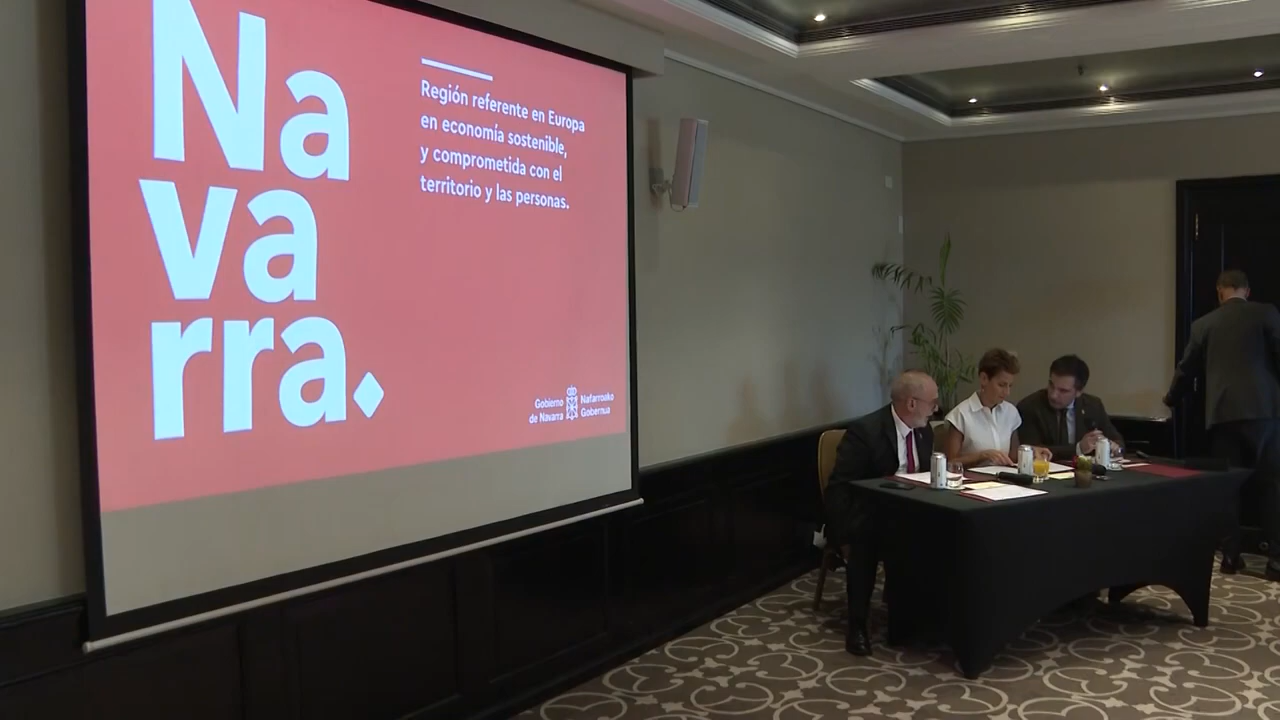 Na
va
rra.
Región referente en Europa
en economía sostenible,
y comprometida con el
territorio y las personas.
Gobierno
de Navarra
Nafarroako
Gobernua